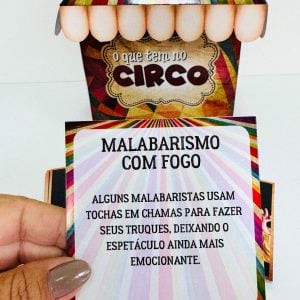 o que tem no
CIRCO
MALABARISMO
COM FOGO
ALGUNS MALABARISTAS USAM
TOCHAS EM CHAMAS PARA FAZER
SEUS TRUQUES, DEIXANDO O
ESPETÁCULO AINDA MAIS
EMOCIONANTE.